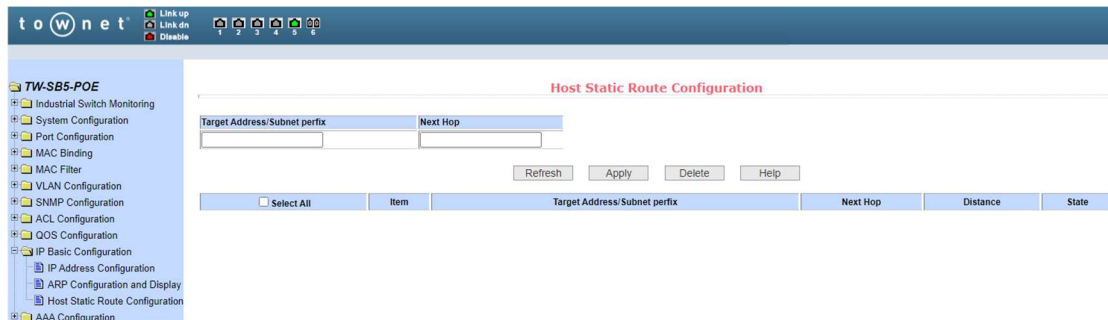 townet
Link up
Link dn
Disable
1 2 3 4 5 6
TW-SB5-POE
Industrial Switch Monitoring
System Configuration
Port Configuration
MAC Binding
MAC Filter
VLAN Configuration
SNMP Configuration
ACL Configuration
QOS Configuration
IP Basic Configuration
IP Address Configuration
ARP Configuration and Display
Host Static Route Configuration
AAA Configuration
Host Static Route Configuration
Target Address/Subnet perfix Next Hop
Refresh Apply Delete Help
Select All Item Target Address/Subnet perfix Next Hop Distance State